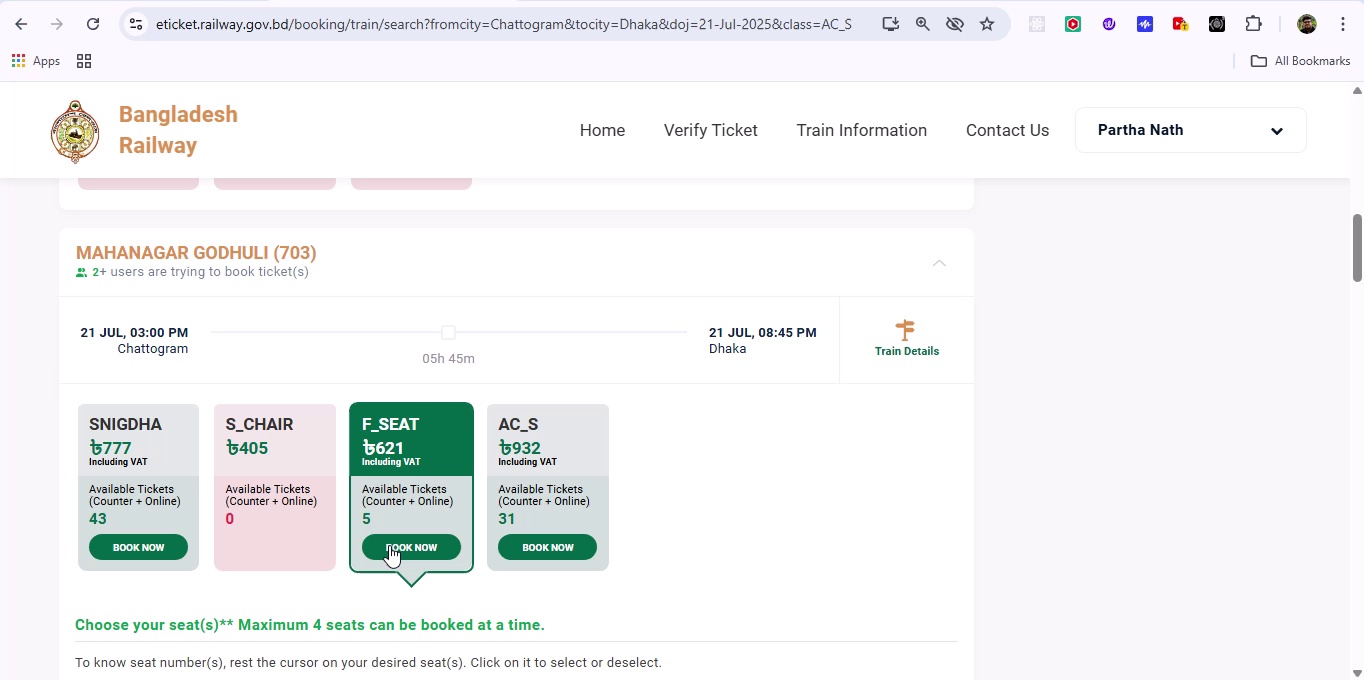 eticket.railway.gov.bd/booking/train/search?fromcity=Chattogram&tocity=Dhaka&doj=21-Jul-2025&class=AC_S
Apps
All Bookmarks
Bangladesh
Railway
Home
Verify Ticket
Train Information
Contact Us
Partha Nath
MAHANAGAR GODHULI (703)
2+ users are trying to book ticket(s)
21 JUL, 03:00 PM
Chattogram
05h 45m
21 JUL, 08:45 PM
Dhaka
Train Details
SNIGDHA
৳777
Including VAT
Available Tickets
(Counter + Online)
43
BOOK NOW
S_CHAIR
৳405
Available Tickets
(Counter + Online)
0
F_SEAT
৳621
Including VAT
Available Tickets
(Counter + Online)
5
BOOK NOW
AC_S
৳932
Including VAT
Available Tickets
(Counter + Online)
31
BOOK NOW
Choose your seat(s)** Maximum 4 seats can be booked at a time.
To know seat number(s), rest the cursor on your desired seat(s). Click on it to select or deselect.